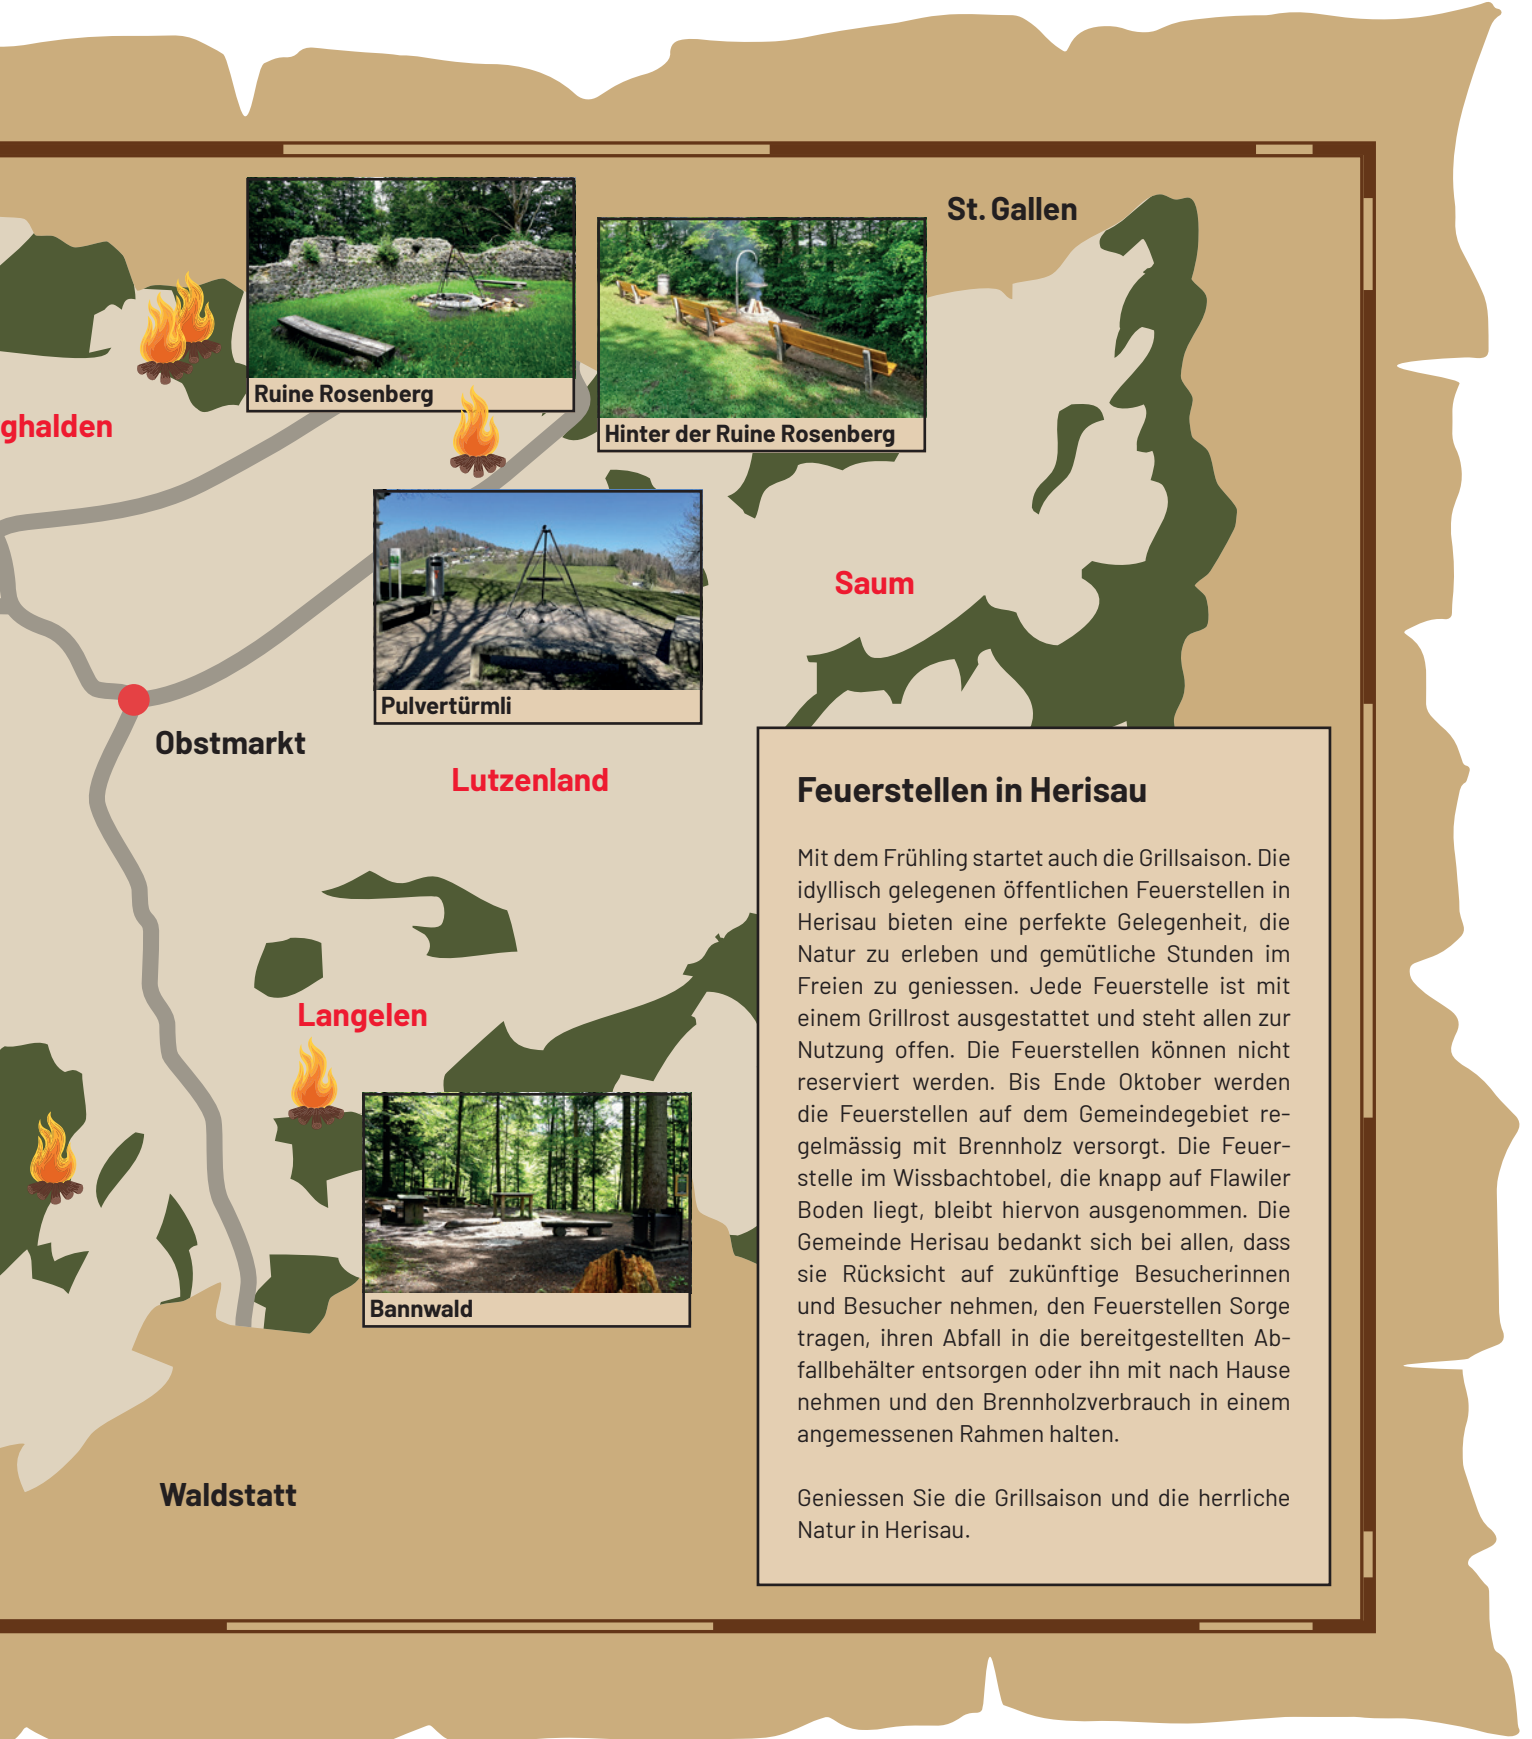 St. Gallen
Ruine Rosenberg
ghalden
Hinter der Ruine Rosenberg
Saum
Pulvertürmli
Obstmarkt
Lutzenland
Langelen
Bannwald
Waldstatt
Feuerstellen in Herisau
Mit dem Frühling startet auch die Grillsaison. Die
idyllisch gelegenen öffentlichen Feuerstellen in
Herisau bieten eine perfekte Gelegenheit, die
Natur zu erleben und gemütliche Stunden im
Freien zu geniessen. Jede Feuerstelle ist mit
einem Grillrost ausgestattet und steht allen zur
Nutzung offen. Die Feuerstellen können nicht
reserviert werden. Bis Ende Oktober werden
die Feuerstellen auf dem Gemeindegebiet re-
gelmässig mit Brennholz versorgt. Die Feuer-
stelle im Wissbachtobel, die knapp auf Flawiler
Boden liegt, bleibt hiervon ausgenommen. Die
Gemeinde Herisau bedankt sich bei allen, dass
sie Rücksicht auf zukünftige Besucherinnen
und Besucher nehmen, den Feuerstellen Sorge
tragen, ihren Abfall in die bereitgestellten Ab-
fallbehälter entsorgen oder ihn mit nach Hause
nehmen und den Brennholzverbrauch in einem
angemessenen Rahmen halten.
Geniessen Sie die Grillsaison und die herrliche
Natur in Herisau.